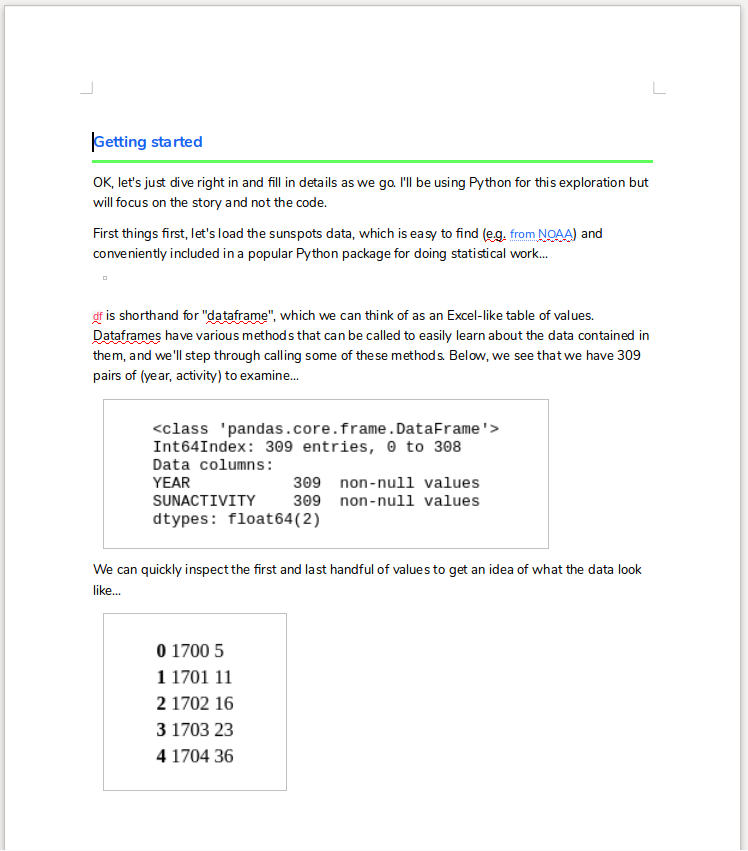 Getting started
OK, let's just dive right in and fill in details as we go. I'll be using Python for this exploration but
will focus on the story and not the code.
First things first, let's load the sunspots data, which is easy to find (e.g. from NOAA) and
conveniently included in a popular Python package for doing statistical work...
df is shorthand for "dataframe", which we can think of as an Excel-like table of values.
Dataframes have various methods that can be called to easily learn about the data contained in
them, and we'll step through calling some of these methods. Below, we see that we have 309
pairs of (year, activity) to examine...
<class 'pandas.core.frame.DataFrame'>
Int64Index: 309 entries, 0 to 308
Data columns:
YEAR 309 non-null values
SUNACTIVITY 309 non-null values
dtypes: float64(2)
We can quickly inspect the first and last handful of values to get an idea of what the data look
like...
0 1700 5
1 1701 11
2 1702 16
3 1703 23
4 1704 36